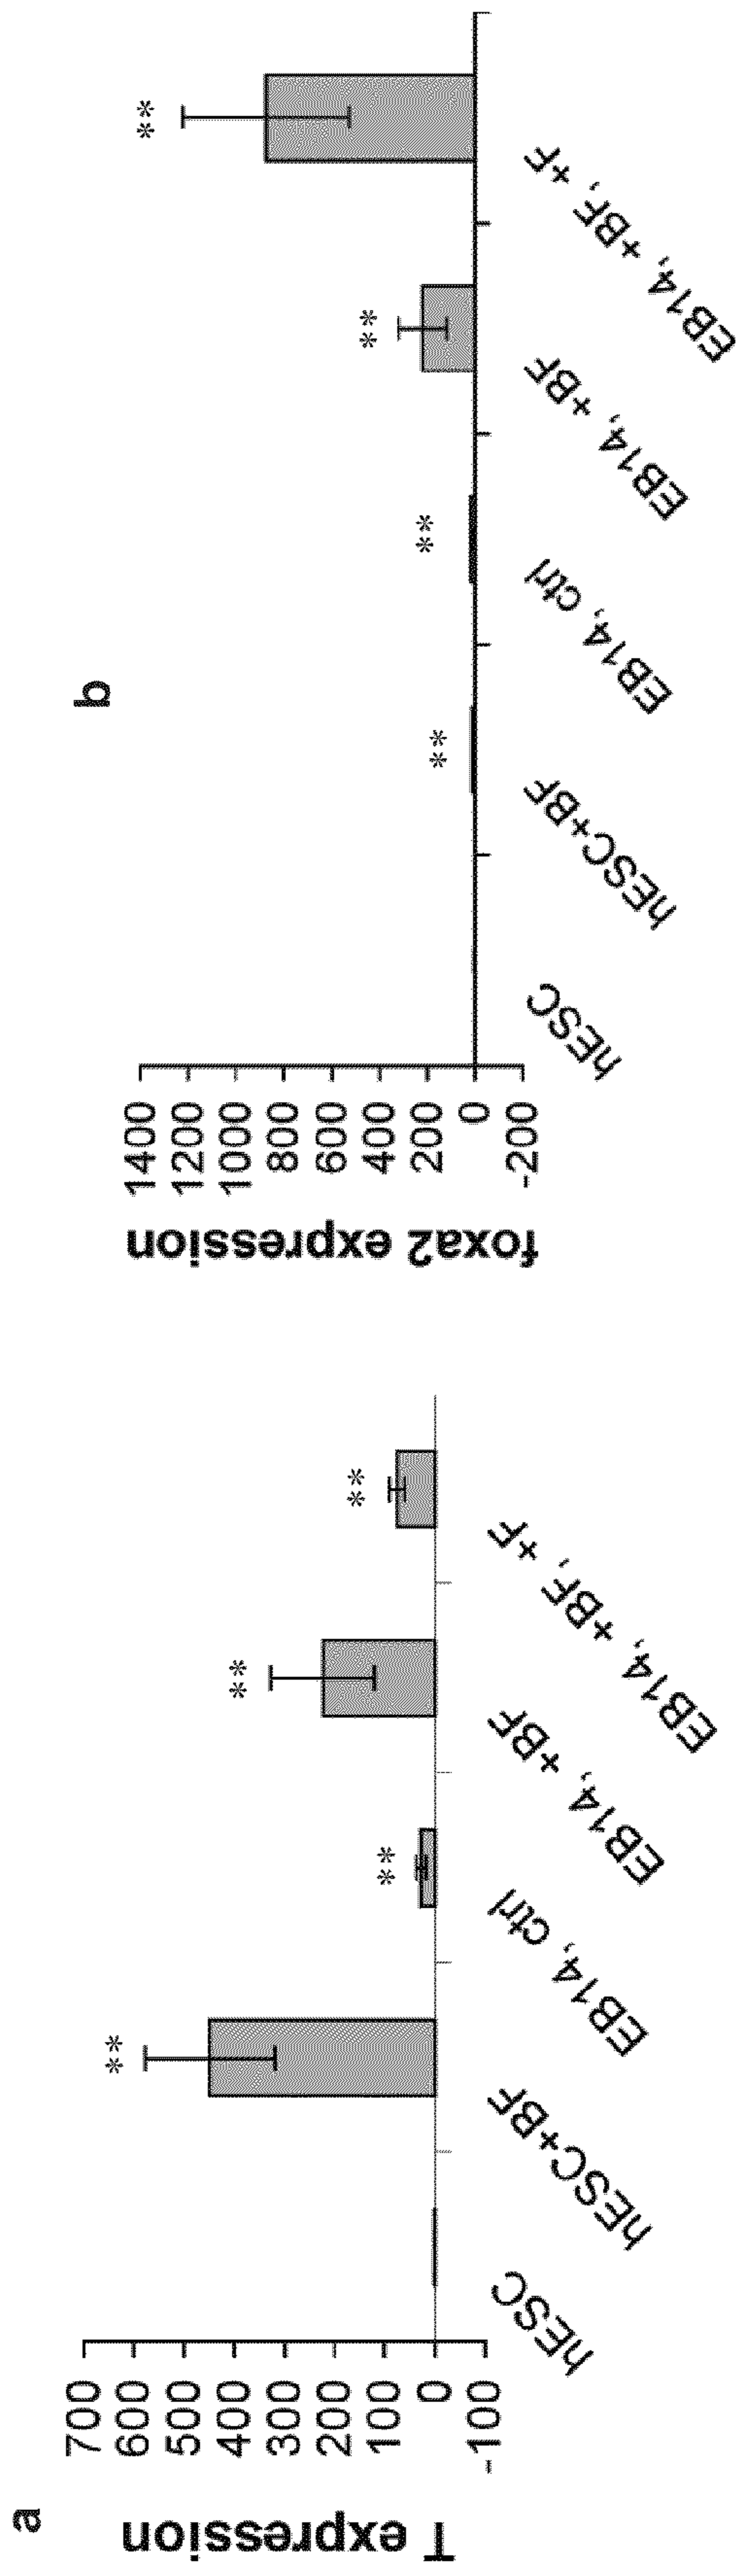 a
T expression
700
600
500
400
300
200
100
0
-100
**
**
**
**
hESC
hESC+BF
EB14, ctrl
EB14, +BF
EB14, +BF, +F
b
foxa2 expression
1400
1200
1000
800
600
400
200
0
-200
**
**
**
**
hESC
hESC+BF
EB14, ctrl
EB14, +BF
EB14, +BF, +F